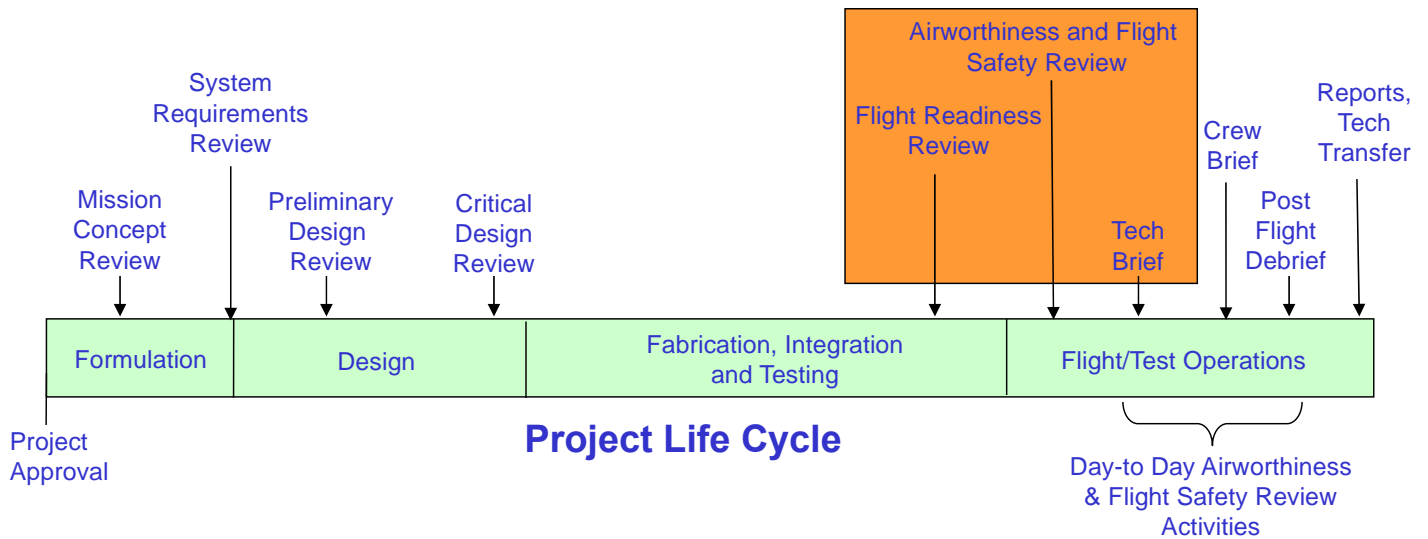 Airworthiness and Flight
Safety Review
System
Requirements
Review
Flight Readiness
Review
Reports,
Tech
Transfer
Crew
Brief
Mission
Concept
Review
Preliminary
Design
Review
Critical
Design
Review
Tech
Brief
Post
Flight
Debrief
Formulation
Design
Fabrication, Integration
and Testing
Flight/Test Operations
Project
Approval
Project Life Cycle
Day-to Day Airworthiness
& Flight Safety Review
Activities